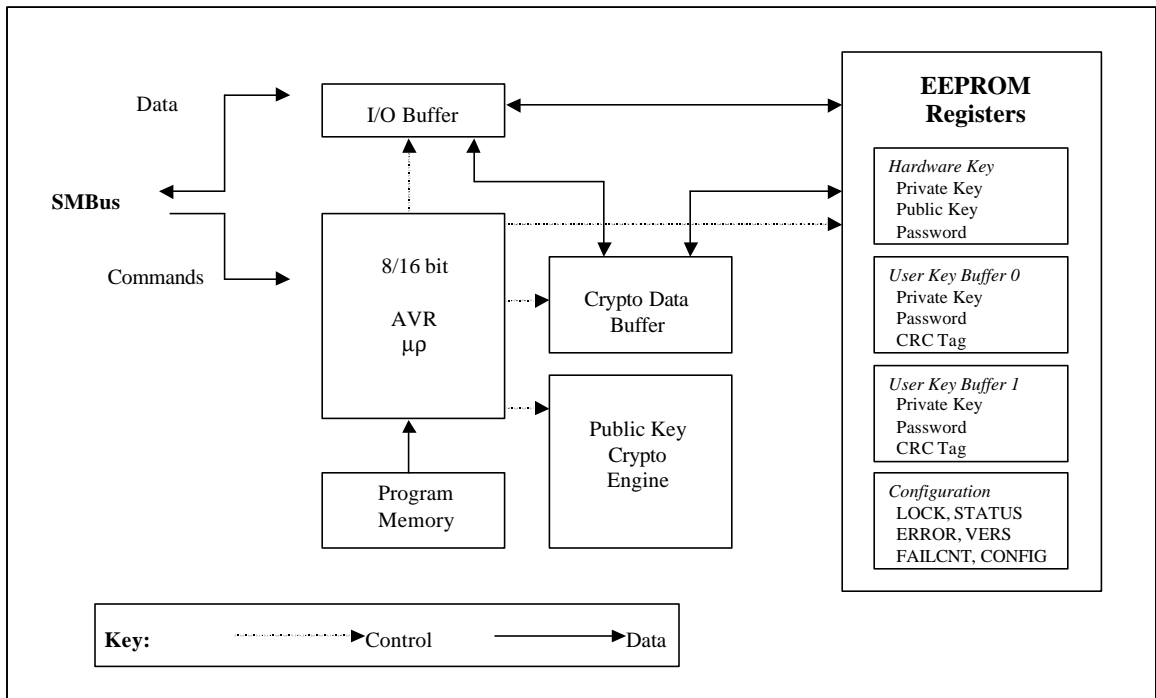 Data
SMBus
Commands
I/O Buffer
8/16 bit
AVR
μρ
Program
Memory
Crypto Data
Buffer
Public Key
Crypto
Engine
EEPROM
Registers
Hardware Key
Private Key
Public Key
Password
User Key Buffer 0
Private Key
Password
CRC Tag
User Key Buffer 1
Private Key
Password
CRC Tag
Configuration
LOCK, STATUS
ERROR, VERS
FAILCNT, CONFIG
Key: Control Data